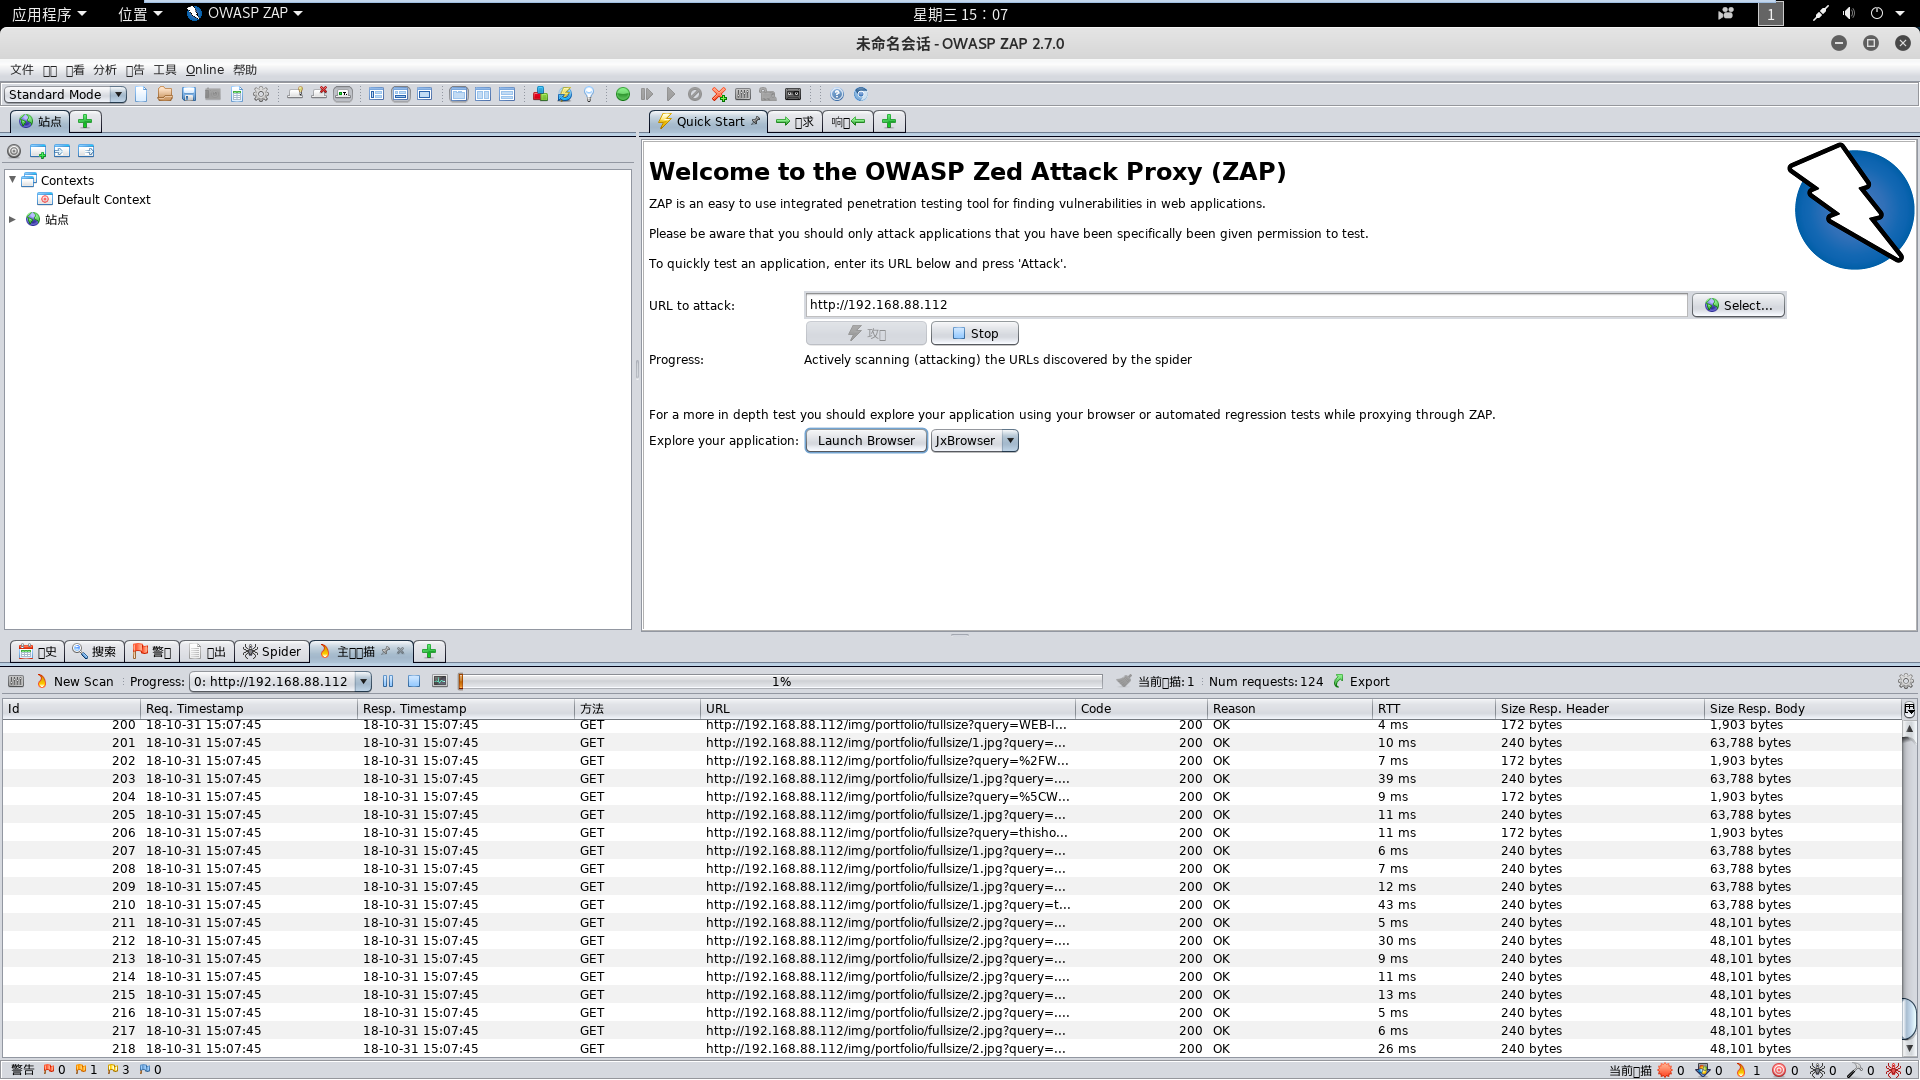 应用程序 位置 OWASP ZAP 星期三 15：07 1
未命名会话 - OWASP ZAP 2.7.0
文件 看 分析 告 工具 Online 帮助
Standard Mode
站点 Quick Start 求 响
Contexts
Default Context
站点
Welcome to the OWASP Zed Attack Proxy (ZAP)
ZAP is an easy to use integrated penetration testing tool for finding vulnerabilities in web applications.
Please be aware that you should only attack applications that you have been specifically been given permission to test.
To quickly test an application, enter its URL below and press 'Attack'.
URL to attack: http://192.168.88.112 Select...
攻 Stop
Progress: Actively scanning (attacking) the URLs discovered by the spider
For a more in depth test you should explore your application using your browser or automated regression tests while proxying through ZAP.
Explore your application: Launch Browser JxBrowser
史 搜索 警 出 Spider 主 描
New Scan Progress: 0: http://192.168.88.112 1% 当前 描: 1 Num requests: 124 Export
Id Req. Timestamp Resp. Timestamp 方法 URL Code Reason RTT Size Resp. Header Size Resp. Body
200 18-10-31 15:07:45 18-10-31 15:07:45 GET http://192.168.88.112/img/portfolio/fullsize?query=WEB-I... 200 OK 4 ms 172 bytes 1,903 bytes
201 18-10-31 15:07:45 18-10-31 15:07:45 GET http://192.168.88.112/img/portfolio/fullsize/1.jpg?query=... 200 OK 10 ms 240 bytes 63,788 bytes
202 18-10-31 15:07:45 18-10-31 15:07:45 GET http://192.168.88.112/img/portfolio/fullsize?query=%2FW... 200 OK 7 ms 172 bytes 1,903 bytes
203 18-10-31 15:07:45 18-10-31 15:07:45 GET http://192.168.88.112/img/portfolio/fullsize/1.jpg?query=.... 200 OK 39 ms 240 bytes 63,788 bytes
204 18-10-31 15:07:45 18-10-31 15:07:45 GET http://192.168.88.112/img/portfolio/fullsize?query=%5CW... 200 OK 9 ms 172 bytes 1,903 bytes
205 18-10-31 15:07:45 18-10-31 15:07:45 GET http://192.168.88.112/img/portfolio/fullsize/1.jpg?query=... 200 OK 11 ms 240 bytes 63,788 bytes
206 18-10-31 15:07:45 18-10-31 15:07:45 GET http://192.168.88.112/img/portfolio/fullsize?query=thisho... 200 OK 11 ms 172 bytes 1,903 bytes
207 18-10-31 15:07:45 18-10-31 15:07:45 GET http://192.168.88.112/img/portfolio/fullsize/1.jpg?query=... 200 OK 6 ms 240 bytes 63,788 bytes
208 18-10-31 15:07:45 18-10-31 15:07:45 GET http://192.168.88.112/img/portfolio/fullsize/1.jpg?query=... 200 OK 7 ms 240 bytes 63,788 bytes
209 18-10-31 15:07:45 18-10-31 15:07:45 GET http://192.168.88.112/img/portfolio/fullsize/1.jpg?query=... 200 OK 12 ms 240 bytes 63,788 bytes
210 18-10-31 15:07:45 18-10-31 15:07:45 GET http://192.168.88.112/img/portfolio/fullsize/1.jpg?query=t... 200 OK 43 ms 240 bytes 63,788 bytes
211 18-10-31 15:07:45 18-10-31 15:07:45 GET http://192.168.88.112/img/portfolio/fullsize/2.jpg?query=.... 200 OK 5 ms 240 bytes 48,101 bytes
212 18-10-31 15:07:45 18-10-31 15:07:45 GET http://192.168.88.112/img/portfolio/fullsize/2.jpg?query=.... 200 OK 30 ms 240 bytes 48,101 bytes
213 18-10-31 15:07:45 18-10-31 15:07:45 GET http://192.168.88.112/img/portfolio/fullsize/2.jpg?query=... 200 OK 9 ms 240 bytes 48,101 bytes
214 18-10-31 15:07:45 18-10-31 15:07:45 GET http://192.168.88.112/img/portfolio/fullsize/2.jpg?query=.... 200 OK 11 ms 240 bytes 48,101 bytes
215 18-10-31 15:07:45 18-10-31 15:07:45 GET http://192.168.88.112/img/portfolio/fullsize/2.jpg?query=... 200 OK 13 ms 240 bytes 48,101 bytes
216 18-10-31 15:07:45 18-10-31 15:07:45 GET http://192.168.88.112/img/portfolio/fullsize/2.jpg?query=... 200 OK 5 ms 240 bytes 48,101 bytes
217 18-10-31 15:07:45 18-10-31 15:07:45 GET http://192.168.88.112/img/portfolio/fullsize/2.jpg?query=... 200 OK 6 ms 240 bytes 48,101 bytes
218 18-10-31 15:07:45 18-10-31 15:07:45 GET http://192.168.88.112/img/portfolio/fullsize/2.jpg?query=... 200 OK 26 ms 240 bytes 48,101 bytes
警告 0 1 3 0 当前 描 0 0 1 0 0 0 0